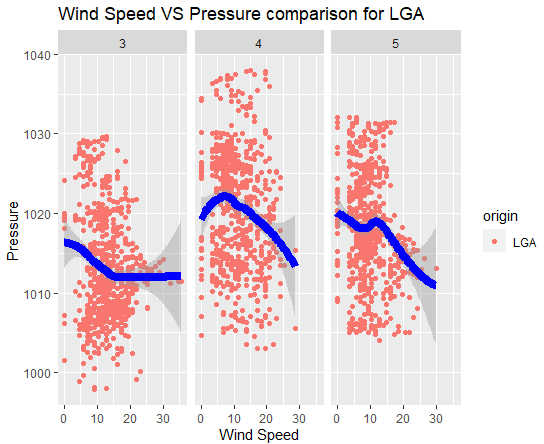 Wind Speed VS Pressure comparison for LGA
3 4 5
1040
1030
1020
1010
1000
Pressure
0 10 20 30 0 10 20 30 0 10 20 30
Wind Speed
origin
LGA